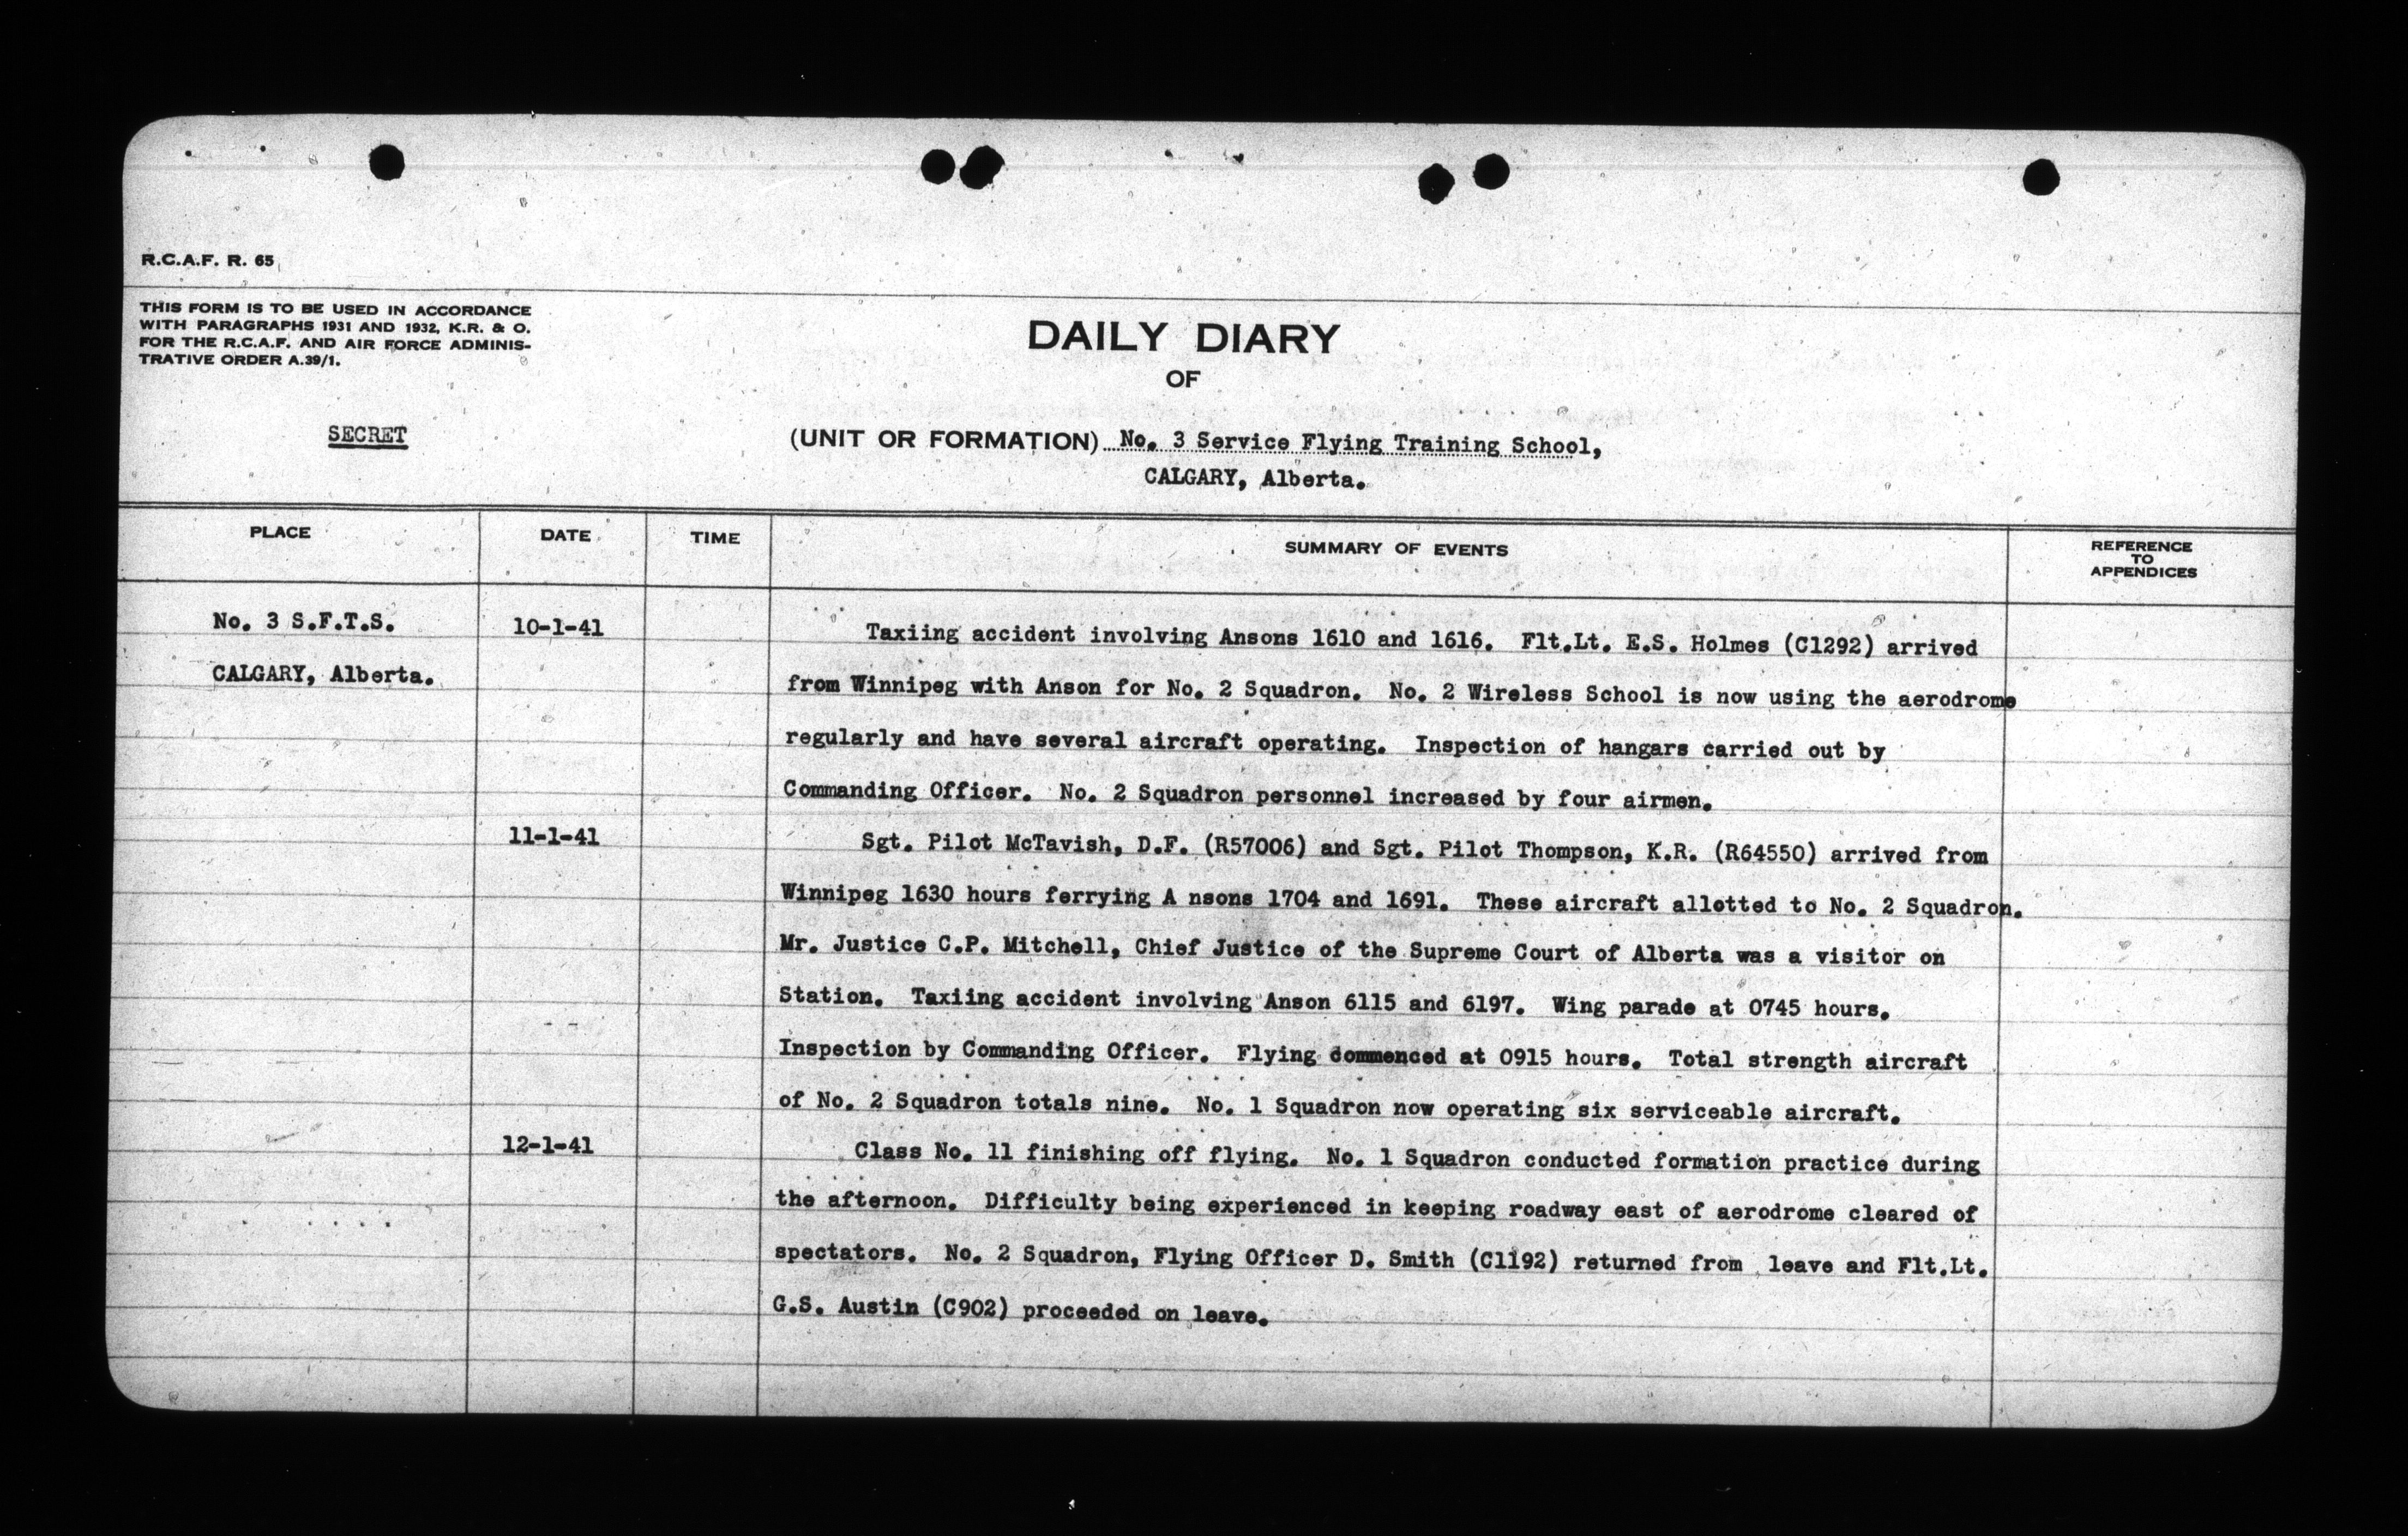 R.C.A.F. R. 65
THIS FORM IS TO BE USED IN ACCORDANCE
WITH PARAGRAPHS 1931 AND 1932, K.R. & O.
FOR THE R.C.A.F. AND AIR FORCE ADMINIS-
TRATIVE ORDER A.39/1.
DAILY DIARY
OF
SECRET
(UNIT OR FORMATION) No. 3 Service Flying Training School,
CALGARY, Alberta.
PLACE DATE TIME SUMMARY OF EVENTS REFERENCE
TO
APPENDICES
No. 3 S.F.T.S. 10-1-41 Taxiing accident involving Ansons 1610 and 1616. Flt.Lt. E.S. Holmes (C1292) arrived
CALGARY, Alberta. from Winnipeg with Anson for No. 2 Squadron. No. 2 Wireless School is now using the aerodrome
regularly and have several aircraft operating. Inspection of hangars carried out by
Commanding Officer. No. 2 Squadron personnel increased by four airmen.
11-1-41 Sgt. Pilot McTavish, D.F. (R57006) and Sgt. Pilot Thompson, K.R. (R64550) arrived from
Winnipeg 1630 hours ferrying A nsons 1704 and 1691. These aircraft allotted to No. 2 Squadron.
Mr. Justice C.P. Mitchell, Chief Justice of the Supreme Court of Alberta was a visitor on
Station. Taxiing accident involving Anson 6115 and 6197. Wing parade at 0745 hours.
Inspection by Commanding Officer. Flying commenced at 0915 hours. Total strength aircraft
of No. 2 Squadron totals nine. No. 1 Squadron now operating six serviceable aircraft.
12-1-41 Class No. 11 finishing off flying. No. 1 Squadron conducted formation practice during
the afternoon. Difficulty being experienced in keeping roadway east of aerodrome cleared of
spectators. No. 2 Squadron, Flying Officer D. Smith (C1192) returned from leave and Flt.Lt.
G.S. Austin (C902) proceeded on leave.